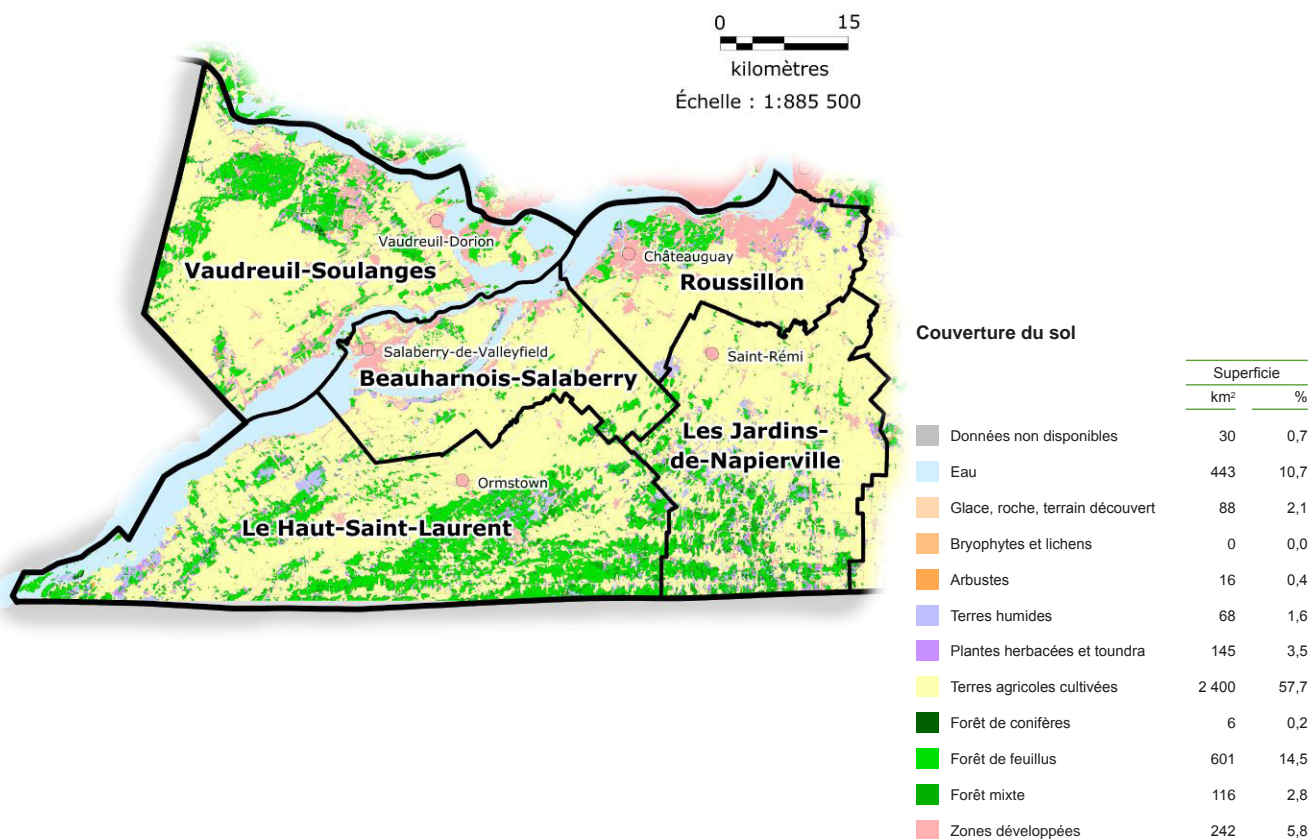 0 15
kilomètres
Échelle : 1:885 500
Vaudreuil-Dorion
Châteauguay
Vaudreuil-Soulanges
Roussillon
Salaberry-de-Valleyfield
Saint-Rémi
Beauharnois-Salaberry
Les Jardins-
de-Napierville
Ormstown
Le Haut-Saint-Laurent
Couverture du sol
Superficie
km² %
Données non disponibles 30 0,7
Eau 443 10,7
Glace, roche, terrain découvert 88 2,1
Bryophytes et lichens 0 0,0
Arbustes 16 0,4
Terres humides 68 1,6
Plantes herbacées et toundra 145 3,5
Terres agricoles cultivées 2 400 57,7
Forêt de conifères 6 0,2
Forêt de feuillus 601 14,5
Forêt mixte 116 2,8
Zones développées 242 5,8